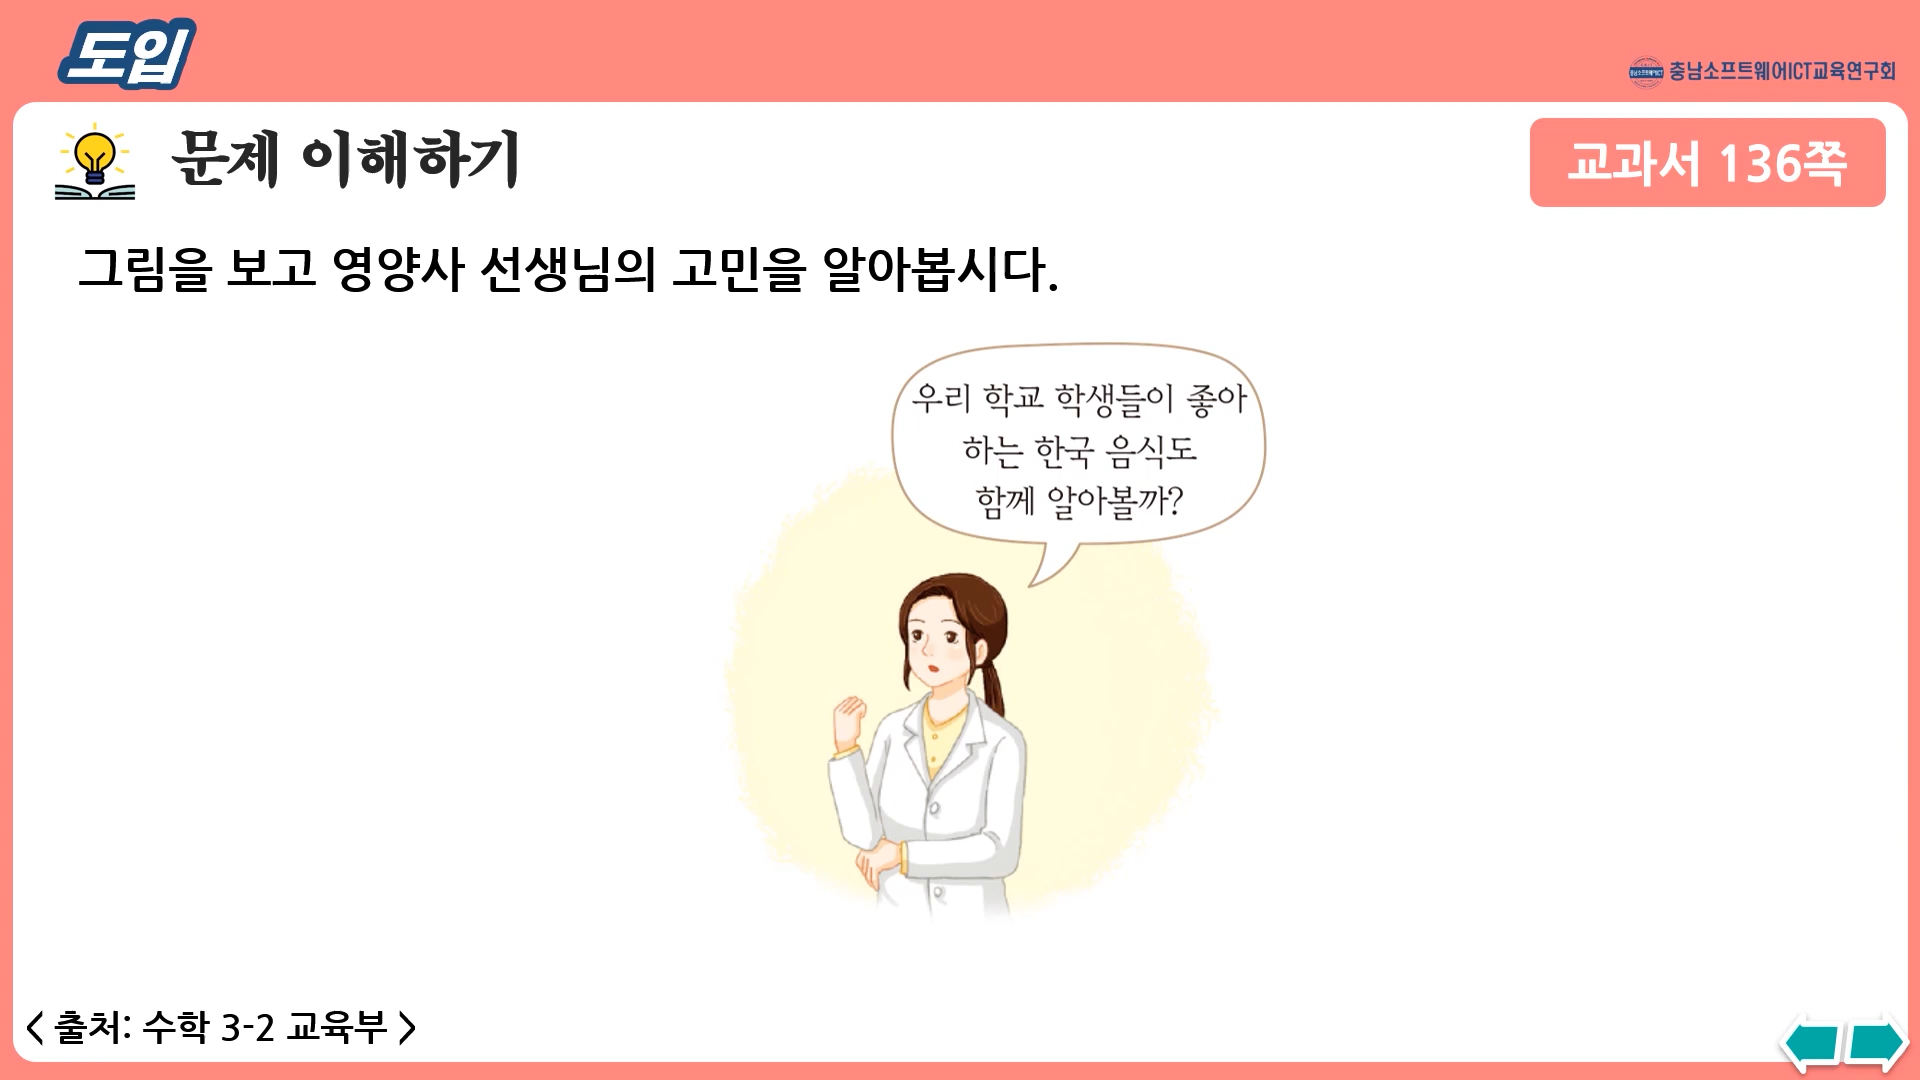 도입
충남소프트웨어ICT교육연구회
문제 이해하기
교과서 136쪽
그림을 보고 영양사 선생님의 고민을 알아봅시다.
우리 학교 학생들이 좋아
하는 한국 음식도
함께 알아볼까?
< 출처: 수학 3-2 교육부 >